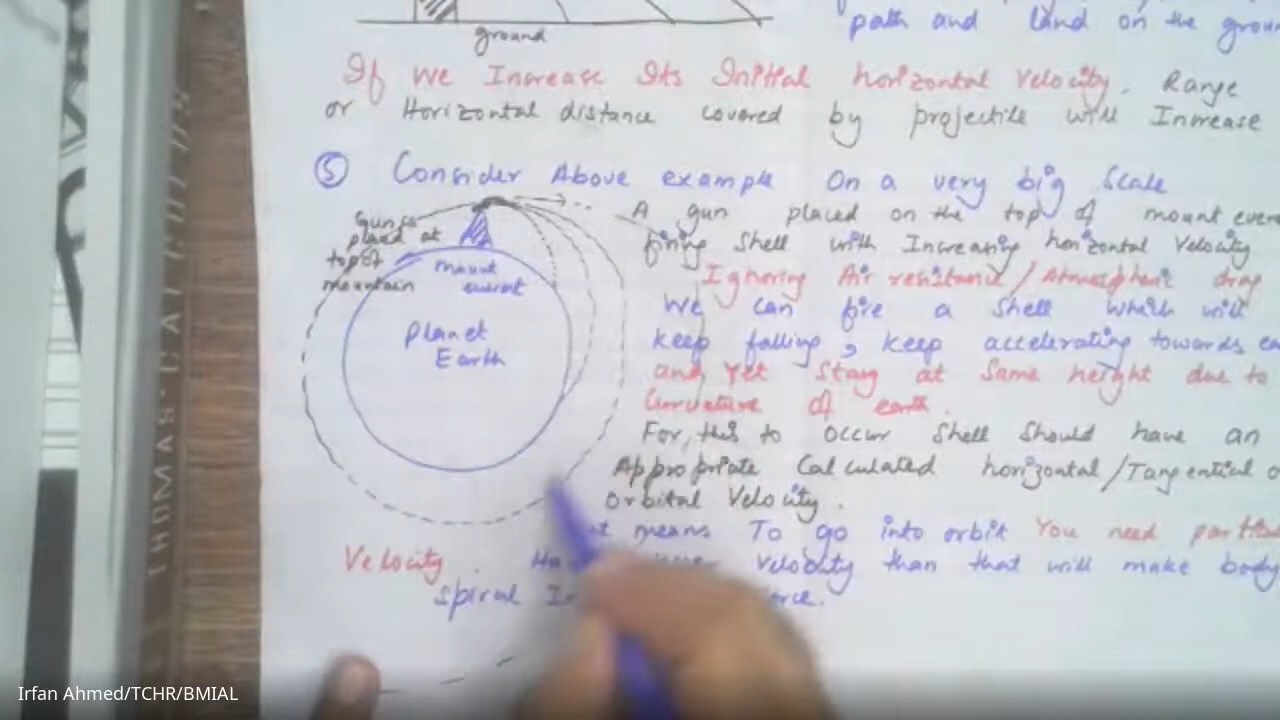 ground
path and land on the
If we Increase Its Initial horizontal Velocity. Range
or Horizontal distance covered by projectile will Increase
⑤ Consider Above example On a very big Scale
Gun is
placed at
top of
mountain
mount
Planet
Earth
A gun placed on the top of mount
firing Shell with Increasing horizontal Velocity
Ignoring Air resistance / Atmospheric drag
We can fire a Shell which will
keep falling, keep accelerating towards
and yet Stay at Same height due to
Curvature of earth.
For, this to occur Shell Should have an
Appropriate Calculated horizontal / Tangential
Orbital Velocity.
means To go into orbit You need
Velocity. velocity than that will make body
spiral
THOMAS
Irfan Ahmed/TCHR/BMIAL